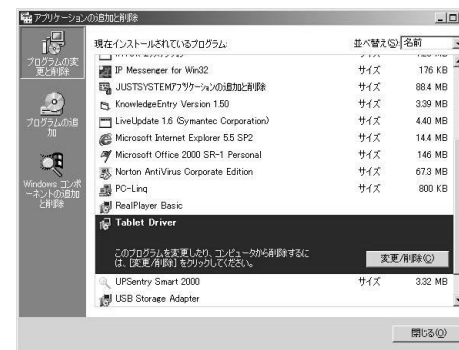 アプリケーションの追加と削除
プログラムの変更と削除
プログラムの追加
Windows コンポーネントの追加と削除
現在インストールされているプログラム:
並べ替え(S): 名前
IP Messenger for Win32 サイズ 176 KB
JUSTSYSTEMアプリケーションの追加と削除 サイズ 88.4 MB
KnowledgeEntry Version 1.50 サイズ 3.39 MB
LiveUpdate 1.6 (Symantec Corporation) サイズ 4.40 MB
Microsoft Internet Explorer 5.5 SP2 サイズ 14.4 MB
Microsoft Office 2000 SR-1 Personal サイズ 146 MB
Norton AntiVirus Corporate Edition サイズ 67.3 MB
PC-Linq サイズ 800 KB
RealPlayer Basic
Tablet Driver
このプログラムを変更したり、コンピュータから削除するに
は、[変更/削除] をクリックしてください。
変更/削除(C)
UPSentry Smart 2000 サイズ 3.32 MB
USB Storage Adapter
閉じる(O)